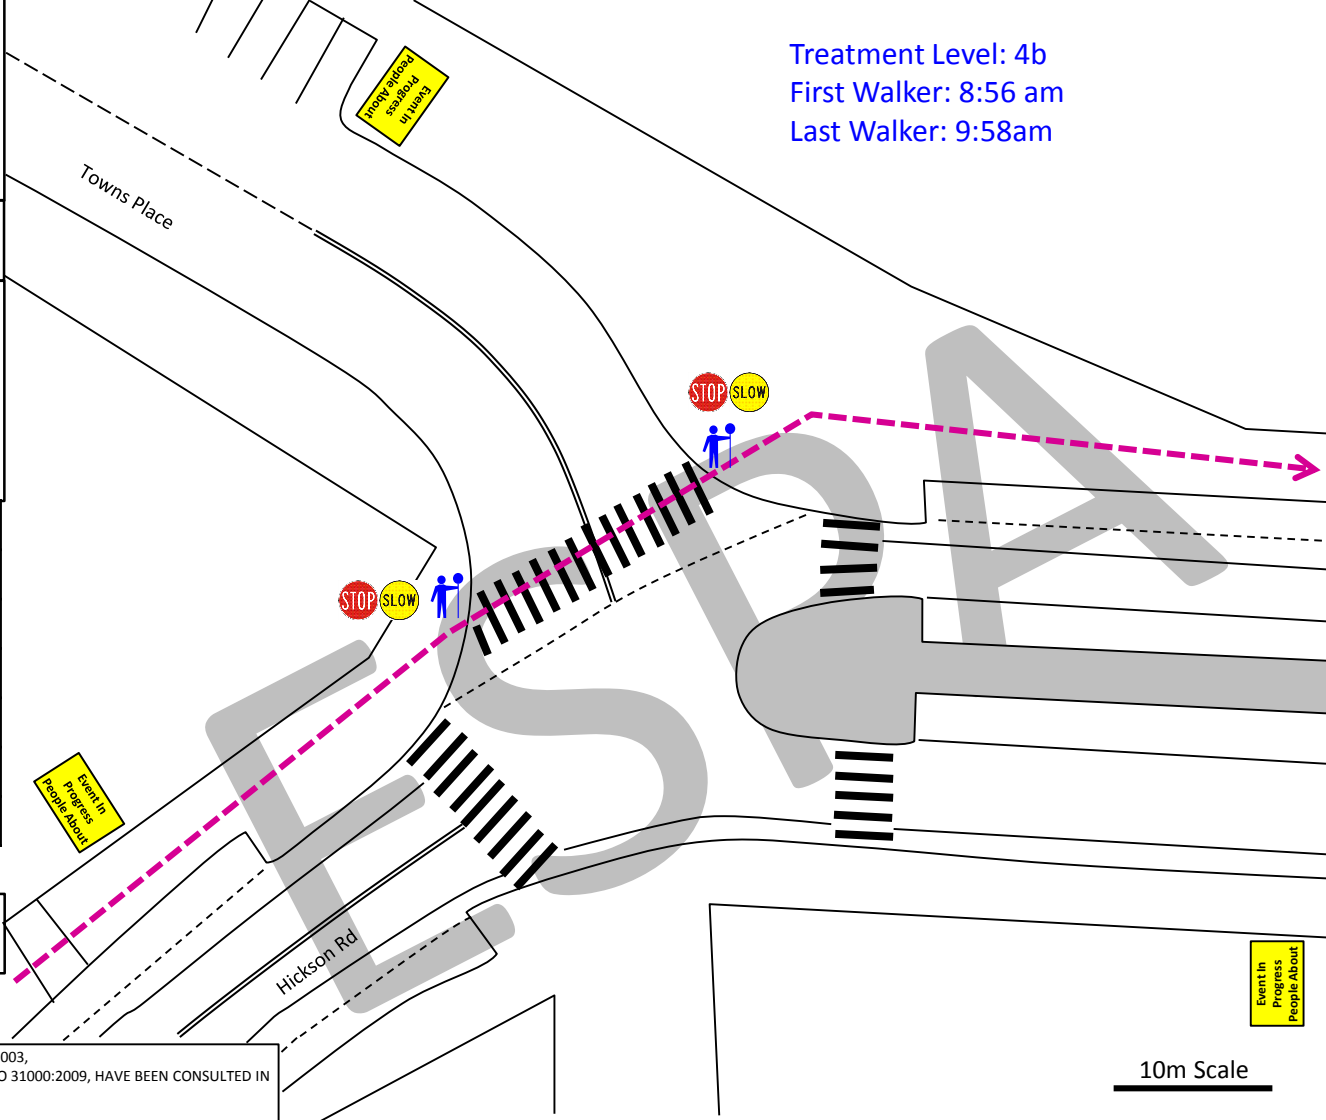 Treatment Level: 4b
First Walker: 8:56 am
Last Walker: 9:58am
Event In
Progress
People About
Towns Place
STOP SLOW
STOP SLOW
Event In
Progress
People About
Hickson Rd
ESPA
Event In
Progress
People About
10m Scale
003,
O 31000:2009, HAVE BEEN CONSULTED IN